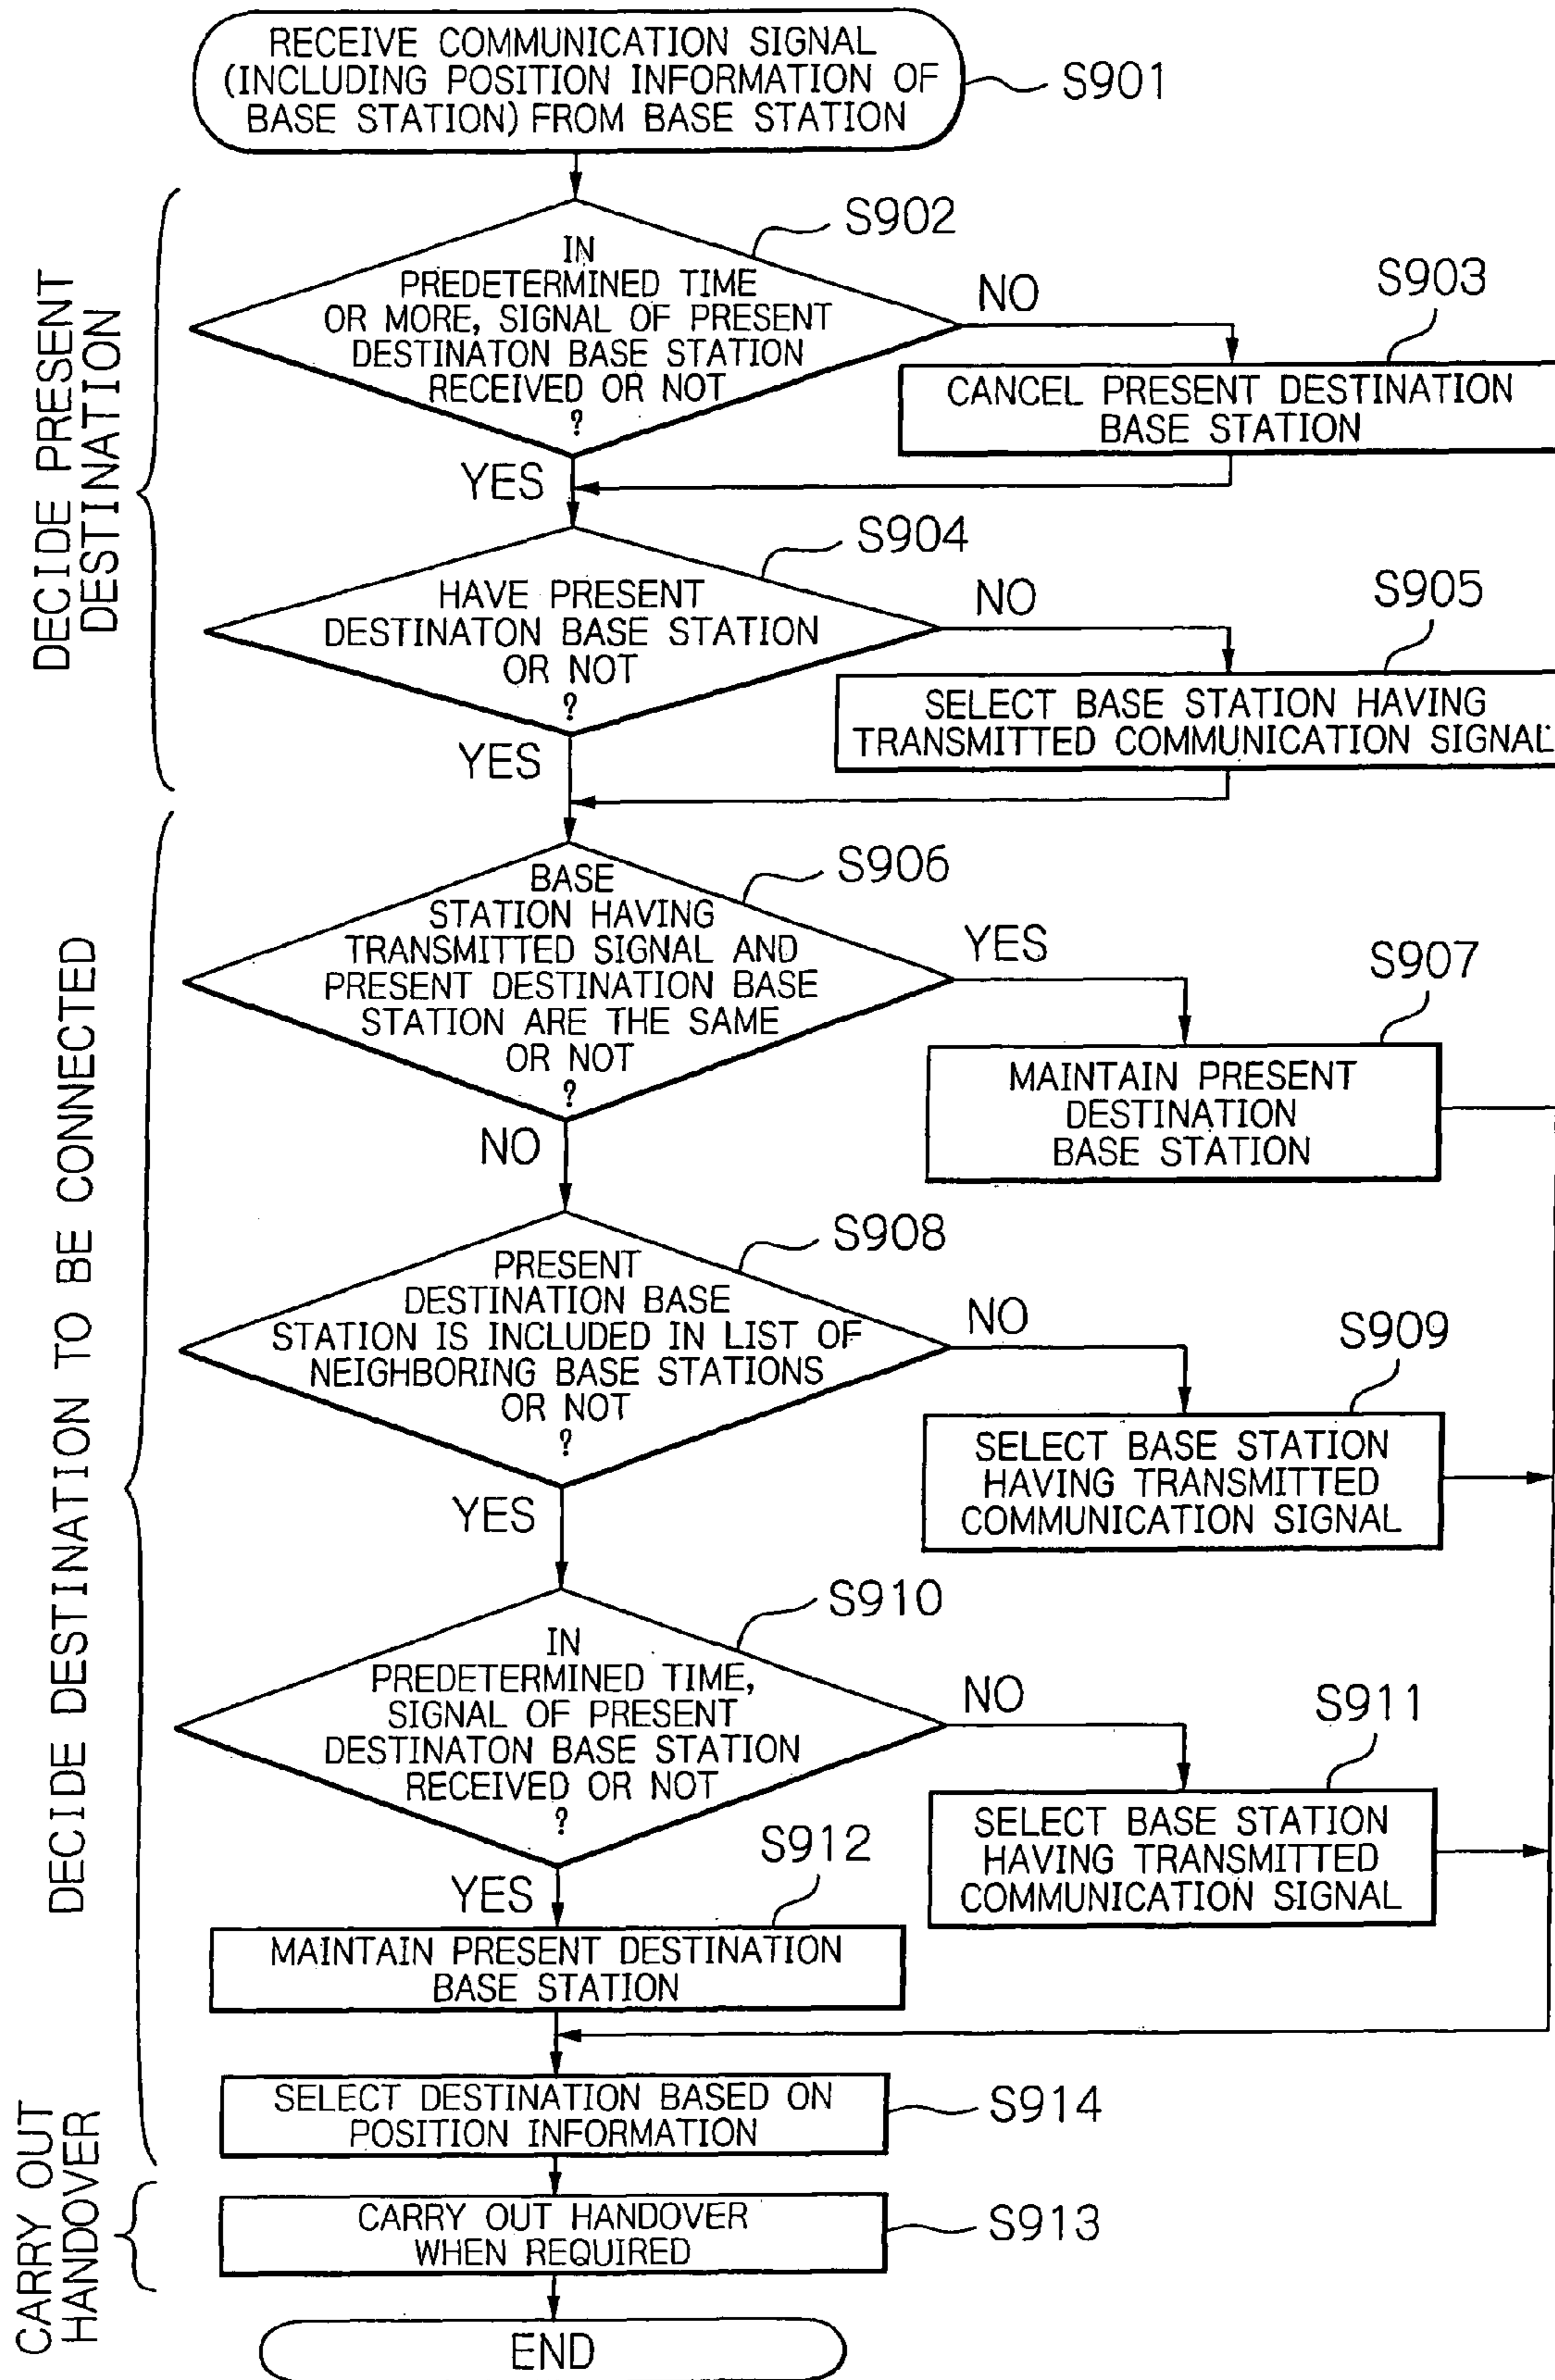 RECEIVE COMMUNICATION SIGNAL
(INCLUDING POSITION INFORMATION OF
BASE STATION) FROM BASE STATION
S901
DECIDE PRESENT
DESTINATION
S902
IN
PREDETERMINED TIME
OR MORE, SIGNAL OF PRESENT
DESTINATON BASE STATION
RECEIVED OR NOT
?
NO
S903
CANCEL PRESENT DESTINATION
BASE STATION
YES
S904
HAVE PRESENT
DESTINATON BASE STATION
OR NOT
?
NO
S905
SELECT BASE STATION HAVING
TRANSMITTED COMMUNICATION SIGNAL
YES
DECIDE DESTINATION TO BE CONNECTED
S906
BASE
STATION HAVING
TRANSMITTED SIGNAL AND
PRESENT DESTINATION BASE
STATION ARE THE SAME
OR NOT
?
YES
S907
MAINTAIN PRESENT
DESTINATION
BASE STATION
NO
S908
PRESENT
DESTINATION BASE
STATION IS INCLUDED IN LIST OF
NEIGHBORING BASE STATIONS
OR NOT
?
NO
S909
SELECT BASE STATION
HAVING TRANSMITTED
COMMUNICATION SIGNAL
YES
S910
IN
PREDETERMINED TIME,
SIGNAL OF PRESENT
DESTINATON BASE STATION
RECEIVED OR NOT
?
NO
S911
SELECT BASE STATION
HAVING TRANSMITTED
COMMUNICATION SIGNAL
YES
S912
MAINTAIN PRESENT DESTINATION
BASE STATION
SELECT DESTINATION BASED ON
POSITION INFORMATION
S914
CARRY OUT
HANDOVER
CARRY OUT HANDOVER
WHEN REQUIRED
S913
END